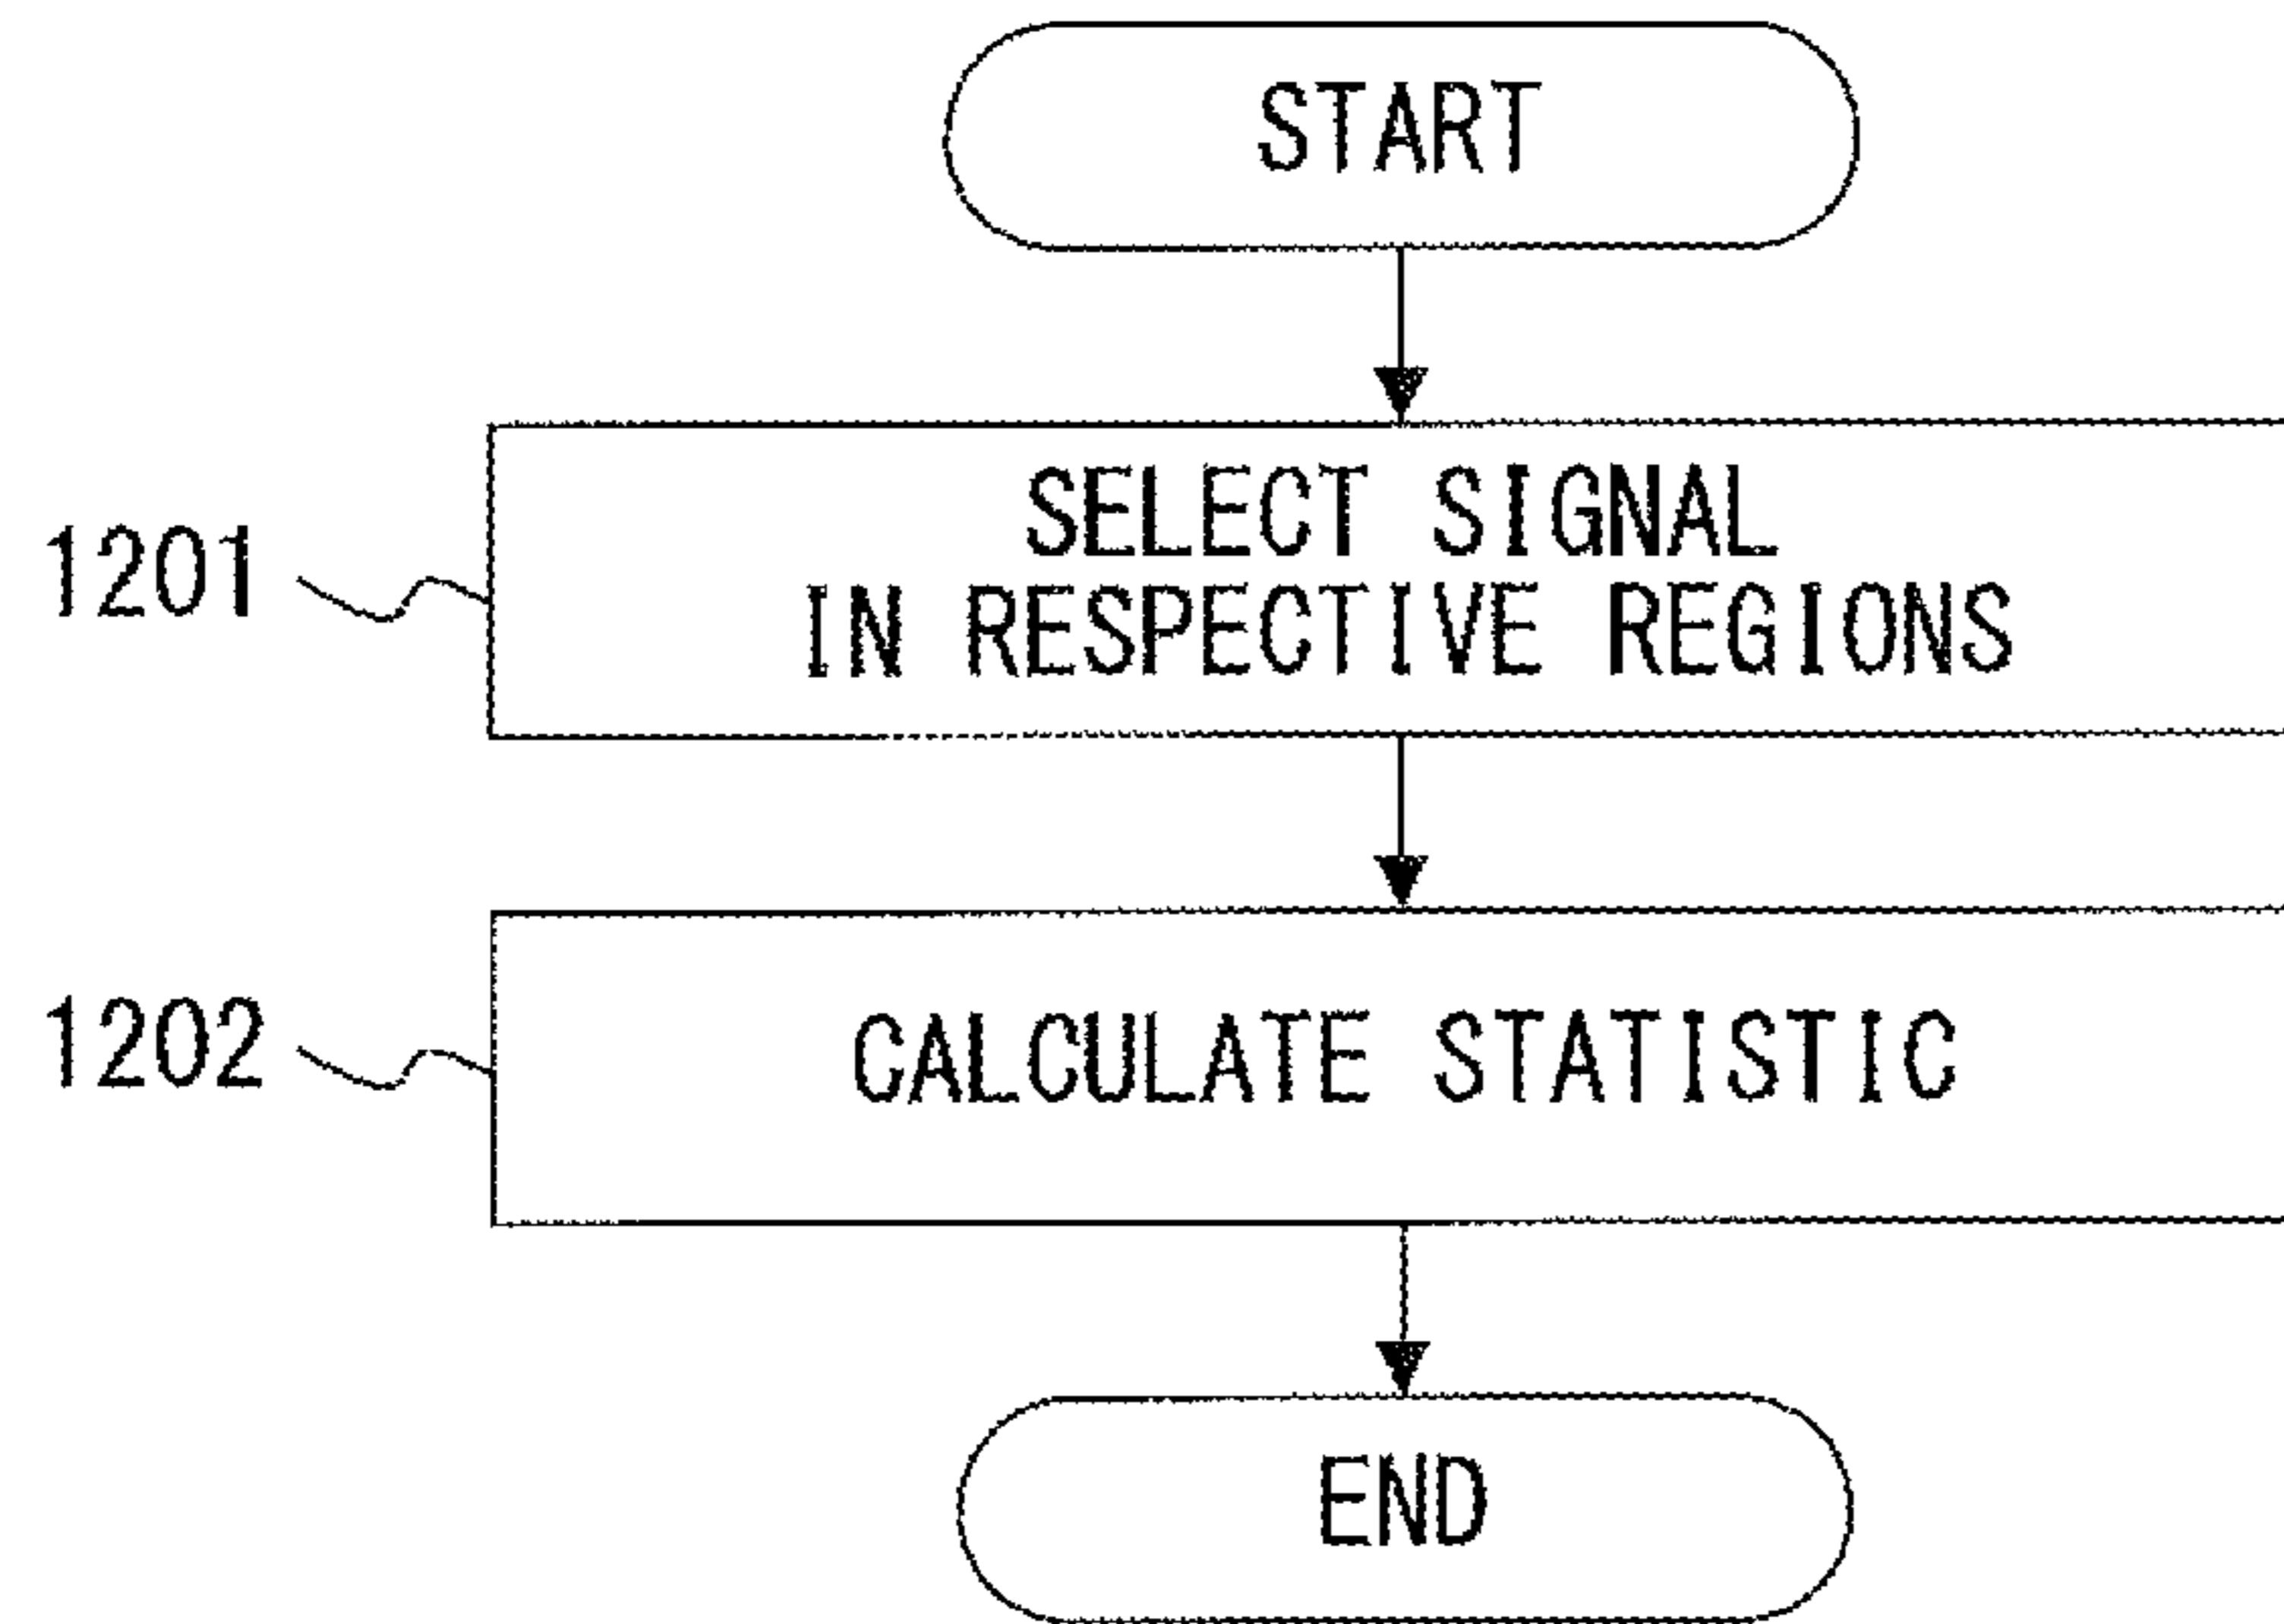 START
SELECT SIGNAL
IN RESPECTIVE REGIONS
1201
CALCULATE STATISTIC
1202
END